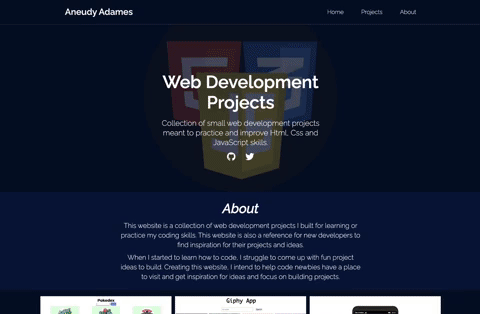 Aneudy Adames
Home Projects About
Web Development
Projects
Collection of small web development projects
meant to practice and improve Html, Css and
JavaScript skills.
About
This website is a collection of web development projects I built for learning or
practice my coding skills. This website is also a reference for new developers to
find inspiration for their projects and ideas.
When I started to learn how to code, I struggle to come up with fun project
ideas to build. Creating this website, I intend to help code newbies have a place
to visit and get inspiration for ideas and focus on building projects.
Pokedex
Giphy App